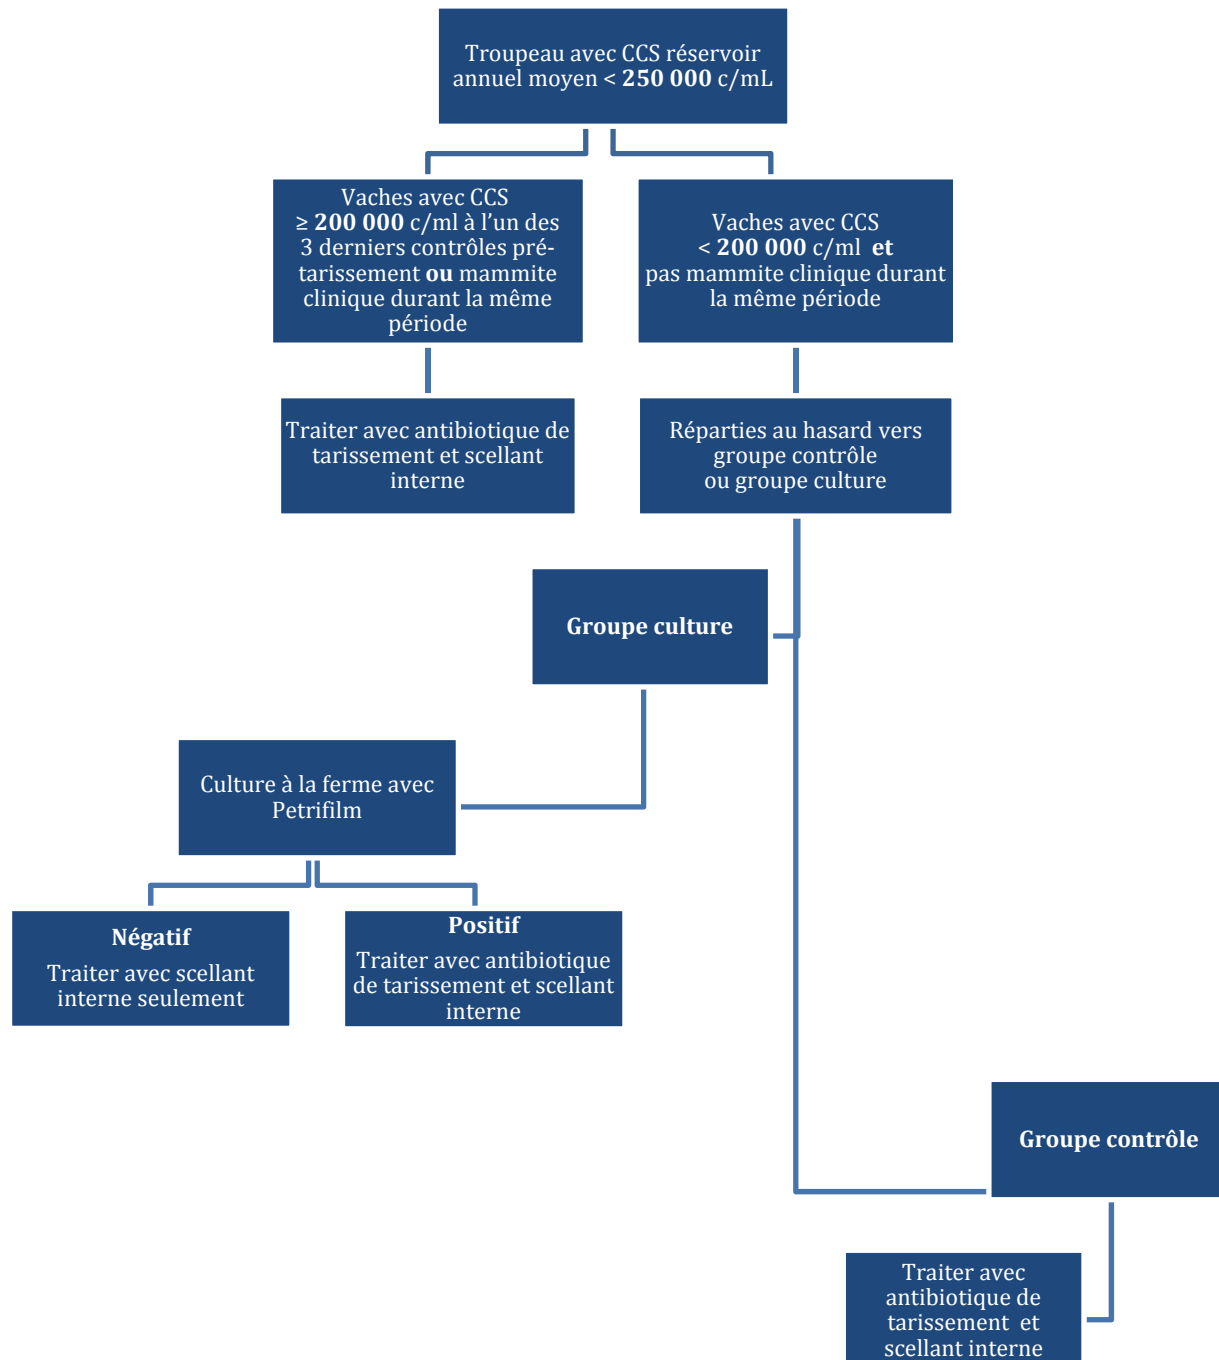 Troupeau avec CCS réservoir
annuel moyen < 250 000 c/mL
Vaches avec CCS
≥ 200 000 c/ml à l’un des
3 derniers contrôles pré-
tarissement ou mammite
clinique durant la même
période
Vaches avec CCS
< 200 000 c/ml et
pas mammite clinique durant
la même période
Traiter avec antibiotique de
tarissement et scellant
interne
Réparties au hasard vers
groupe contrôle
ou groupe culture
Groupe culture
Culture à la ferme avec
Petrifilm
Négatif
Traiter avec scellant
interne seulement
Positif
Traiter avec antibiotique
de tarissement et scellant
interne
Groupe contrôle
Traiter avec
antibiotique de
tarissement et
scellant interne